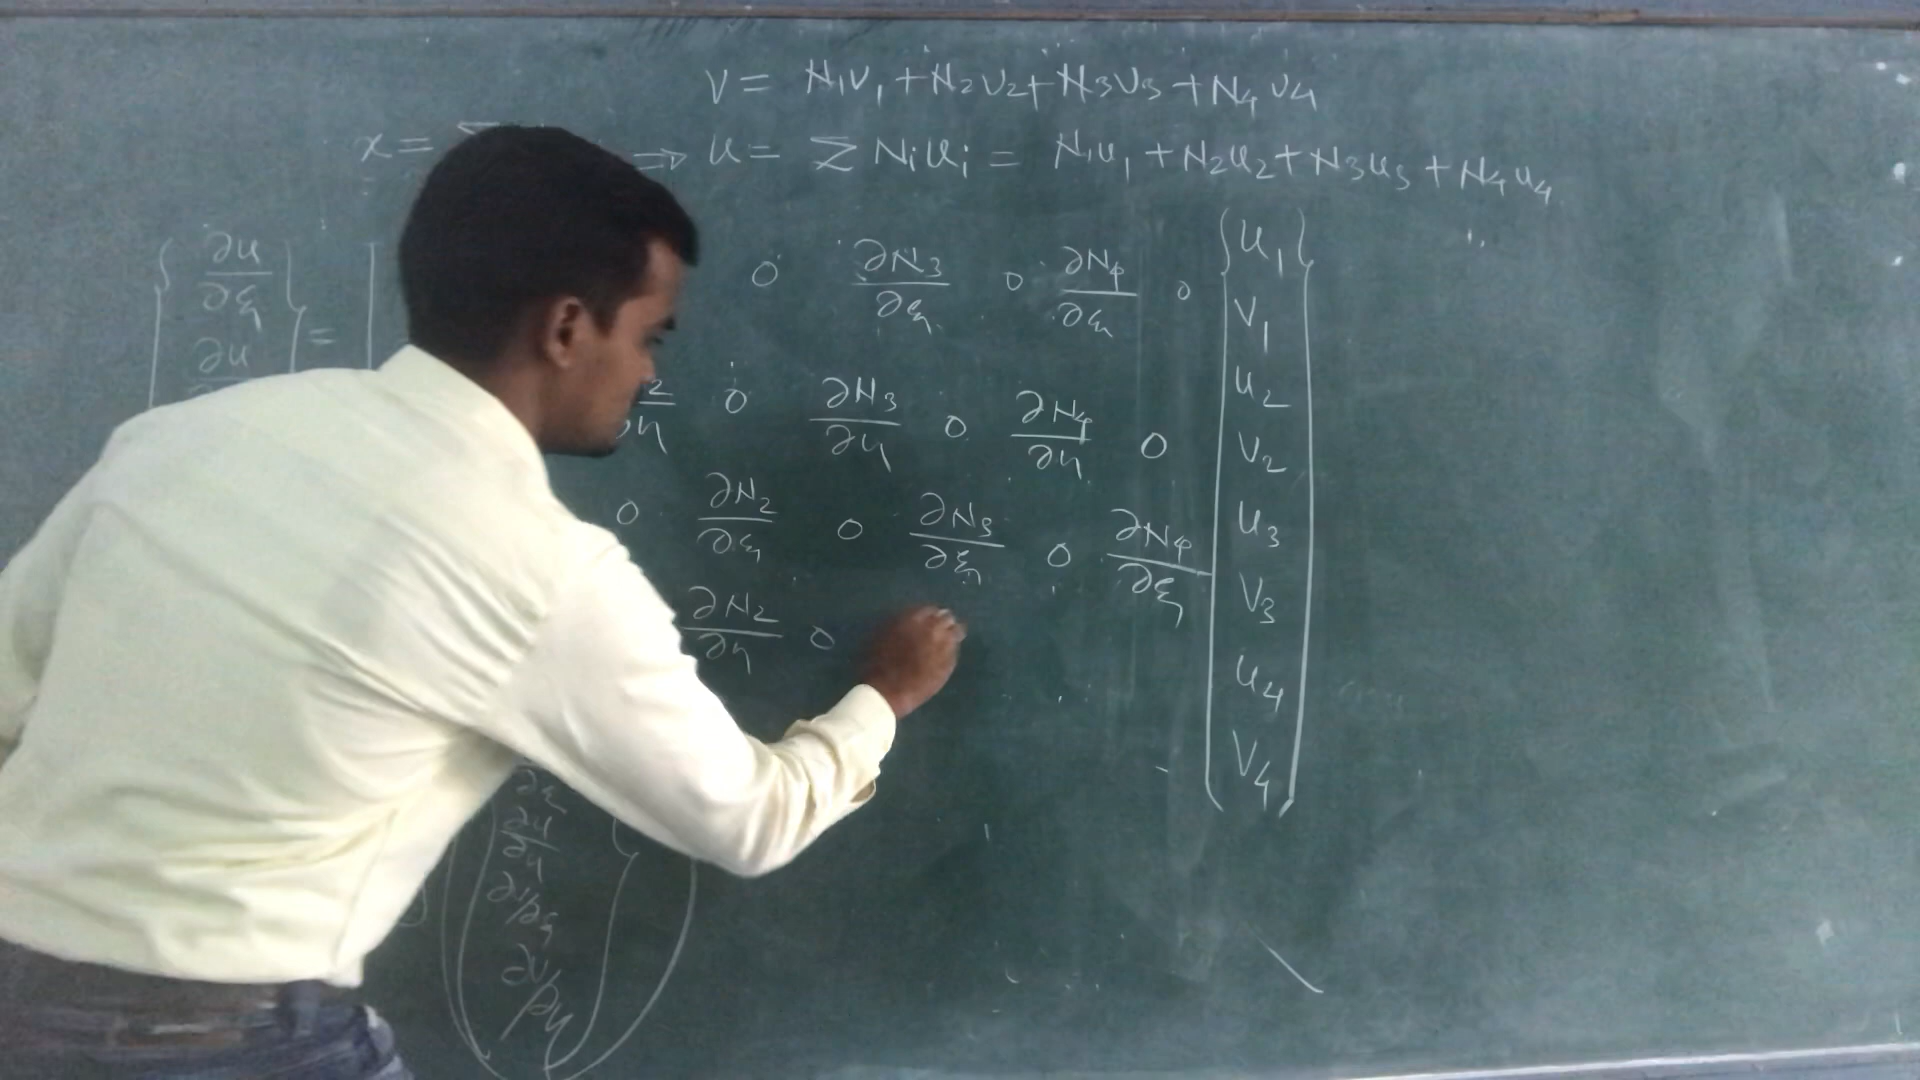 V = N₁V₁ + N₂V₂ + N₃V₃ + N₄V₄
x = ⇒ u = Σ Nᵢuᵢ = N₁u₁ + N₂u₂ + N₃u₃ + N₄u₄
{ ∂u/∂ξ = [ 0 ∂N₃/∂ξ 0 ∂N₄/∂ξ 0 { u₁ }
V₁
∂u 2/∂η 0 ∂N₃/∂η 0 ∂N₄/∂η 0 u₂
V₂
0 ∂N₂/∂ξ 0 ∂N₃/∂ξ 0 ∂N₄/∂ξ u₃
V₃
∂N₂/∂η 0
u₄
V₄
∂ξ
∂u/∂η
∂V/∂ξ
∂V/∂η